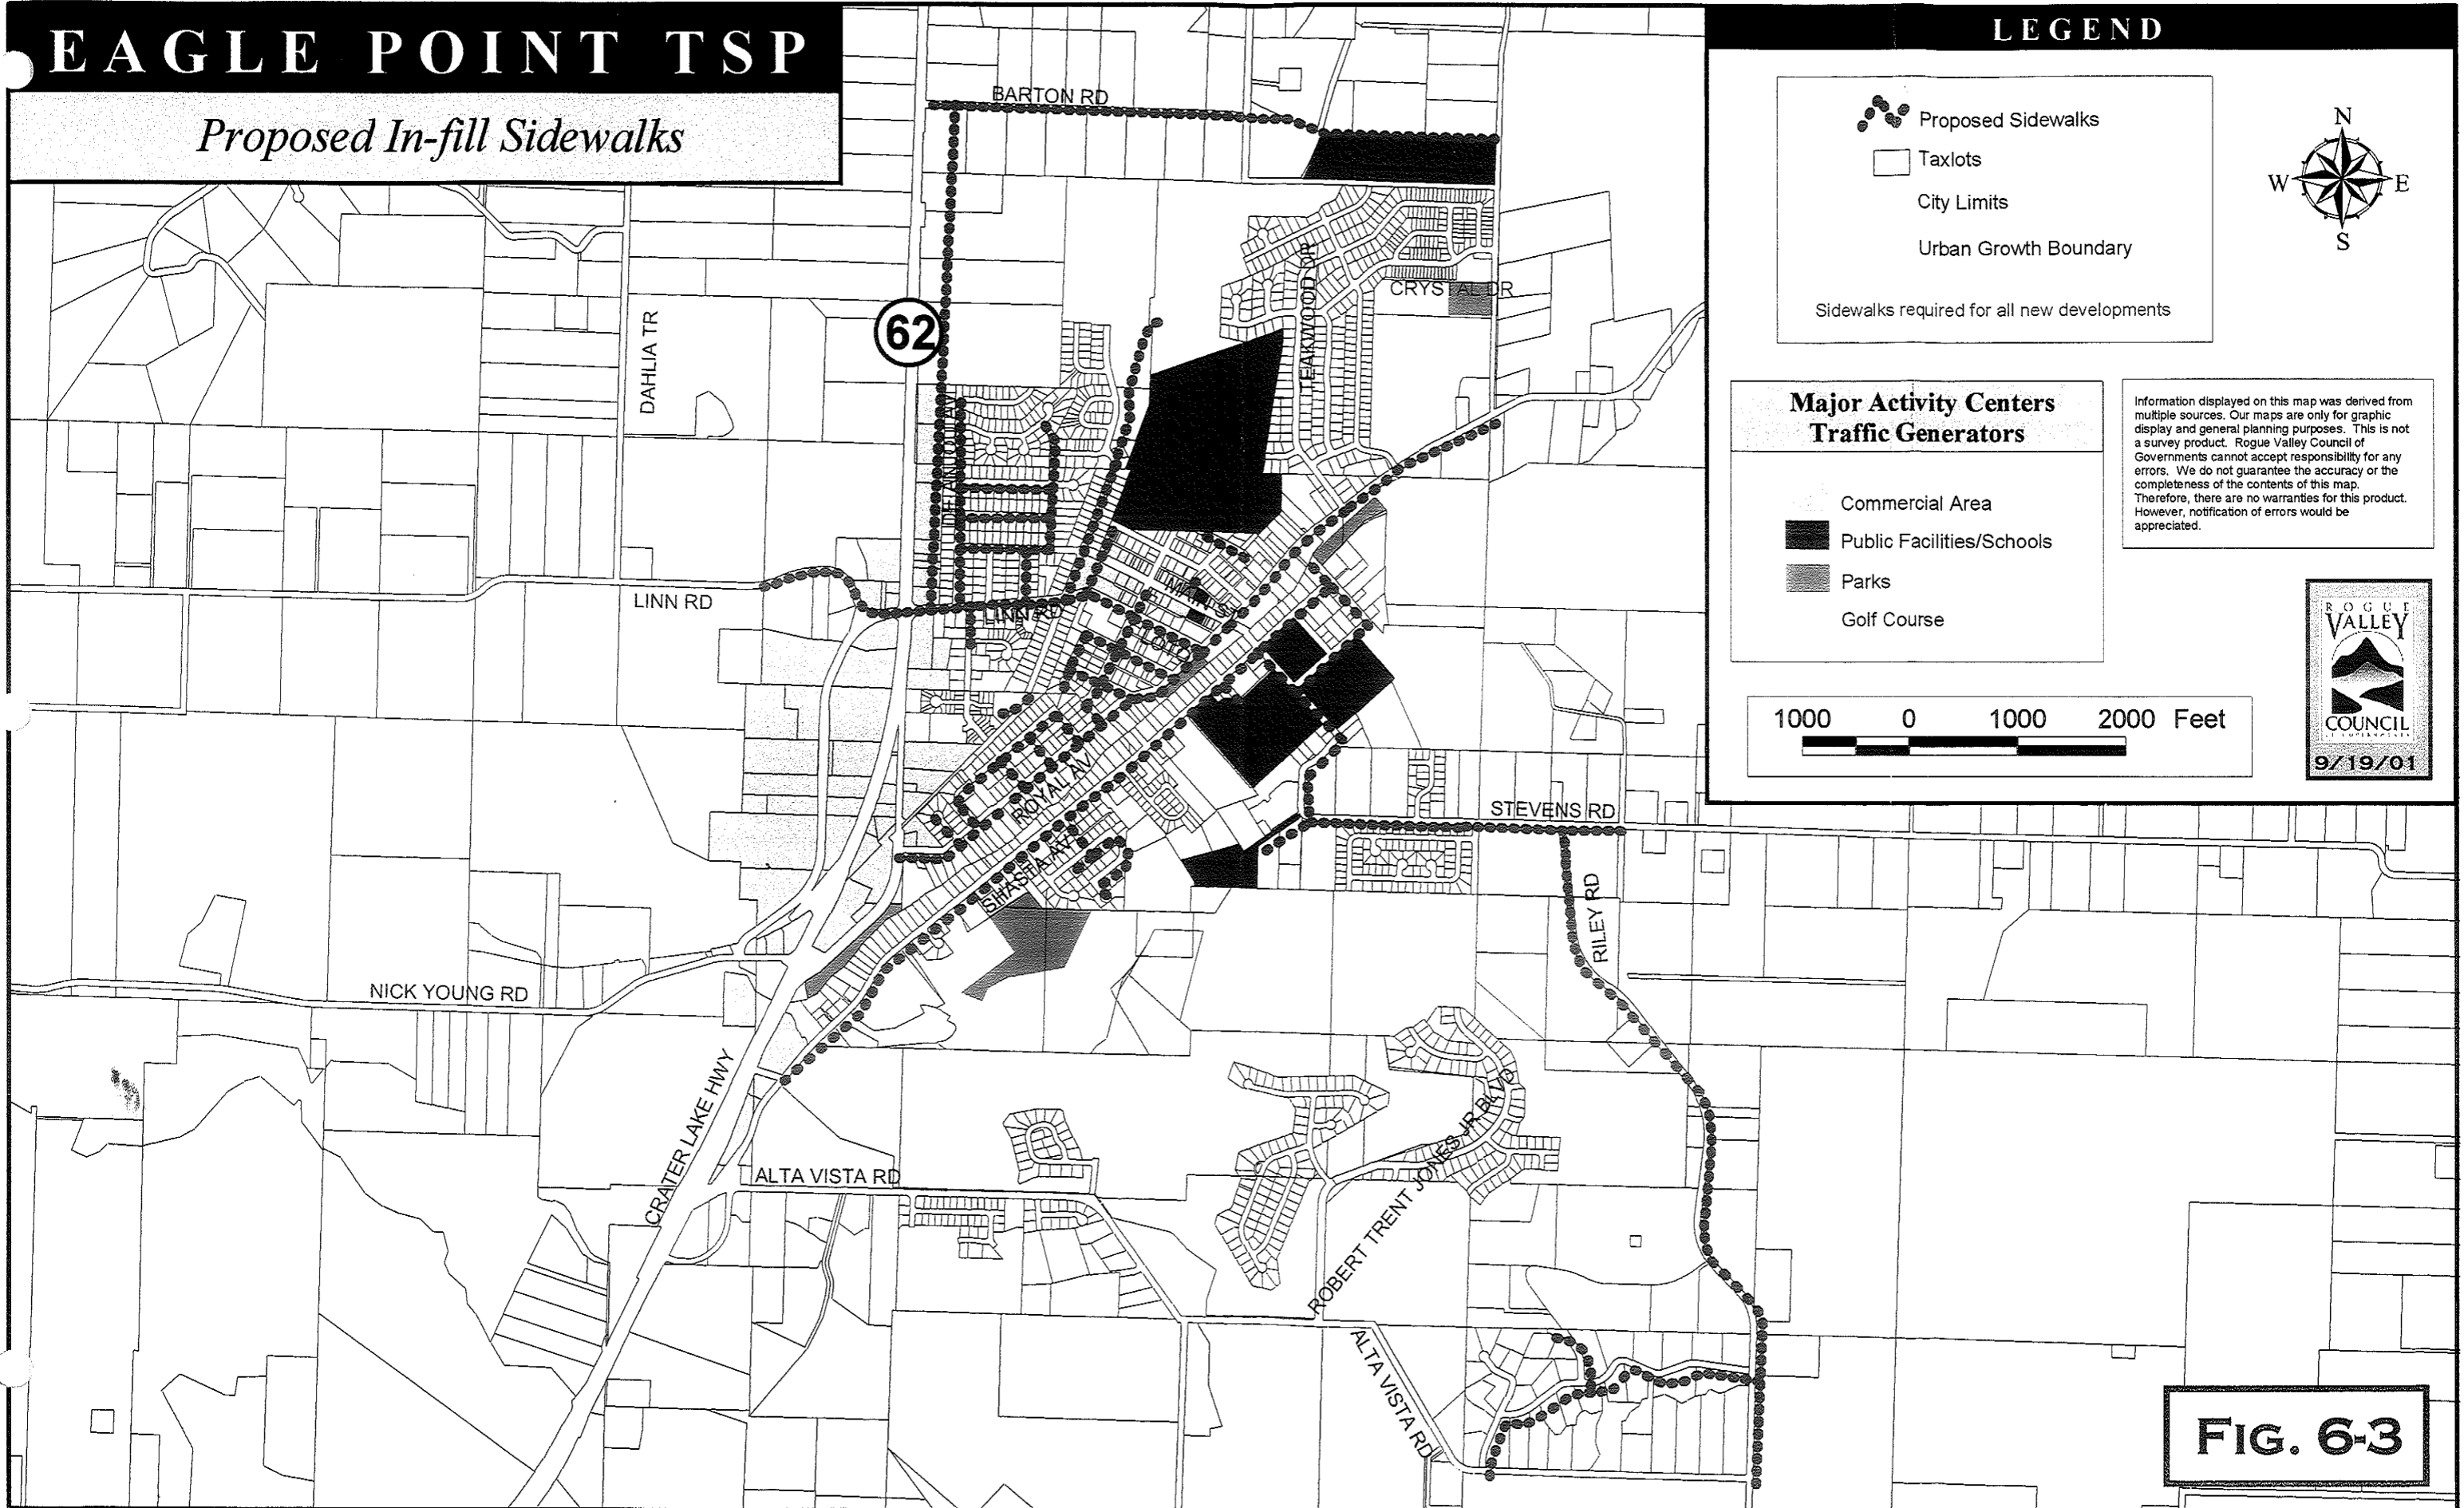 EAGLE POINT TSP
Proposed In-fill Sidewalks
LEGEND
Proposed Sidewalks
Taxlots
City Limits
Urban Growth Boundary
Sidewalks required for all new developments
N
W
E
S
Major Activity Centers
Traffic Generators
Commercial Area
Public Facilities/Schools
Parks
Golf Course
Information displayed on this map was derived from
multiple sources. Our maps are only for graphic
display and general planning purposes. This is not
a survey product. Rogue Valley Council of
Governments cannot accept responsibility for any
errors. We do not guarantee the accuracy or the
completeness of the contents of this map.
Therefore, there are no warranties for this product.
However, notification of errors would be
appreciated.
1000 0 1000 2000 Feet
ROGUE
VALLEY
COUNCIL
9/19/01
BARTON RD
62
DAHLIA TR
TEAKWOOD DR
CRYSTAL DR
LINN RD
LINN RD
MAIN ST
ROYAL AV
SHASTA AV
STEVENS RD
RILEY RD
NICK YOUNG RD
CRATER LAKE HWY
ALTA VISTA RD
ROBERT TRENT JONES JR BLVD
ALTA VISTA RD
FIG. 6-3